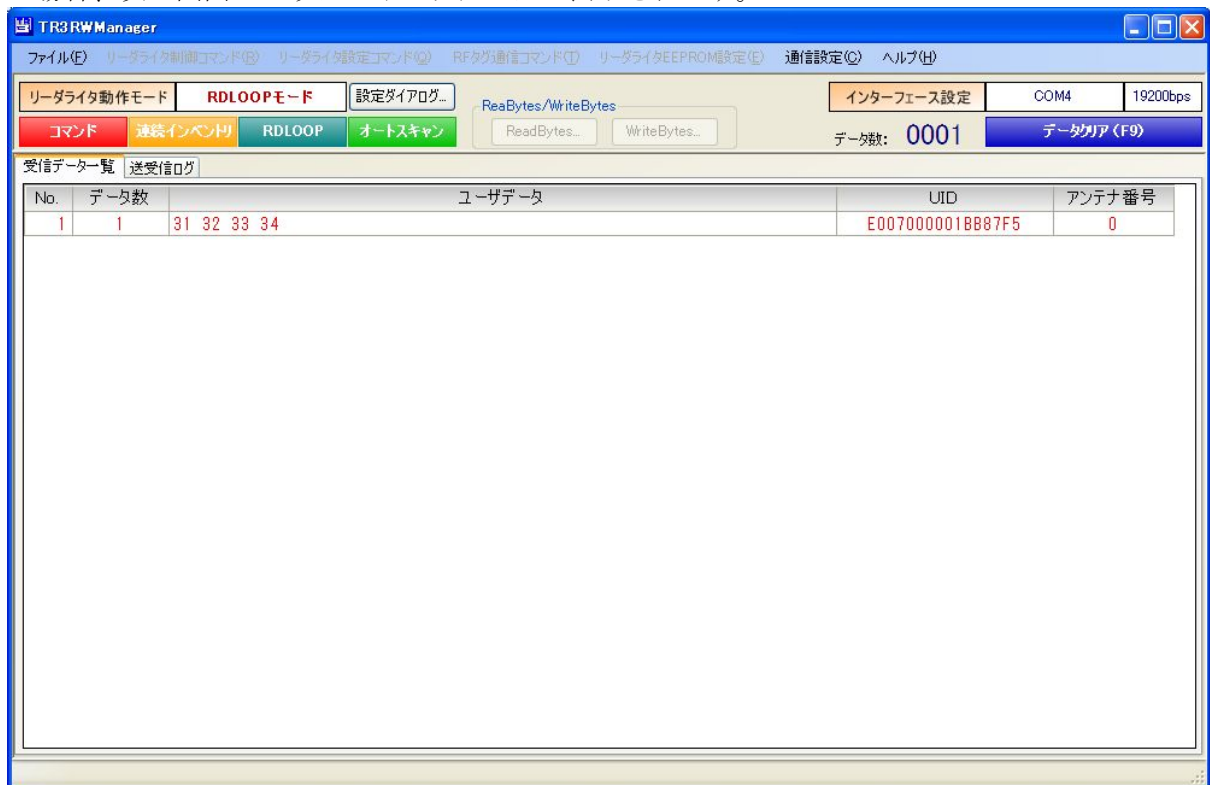 TR3RWManager
ファイル(F) リーダライタ制御コマンド(R) リーダライタ設定コマンド(Q) RFタグ通信コマンド(T) リーダライタEEPROM設定(E) 通信設定(C) ヘルプ(H)
リーダライタ動作モード RDLOOPモード 設定ダイアログ... ReaBytes/WriteBytes インターフェース設定 COM4 19200bps
コマンド 連続インベントリ RDLOOP オートスキャン ReadBytes... WriteBytes... データ数: 0001 データクリア(F9)
受信データ一覧 送受信ログ
No. データ数 ユーザデータ UID アンテナ番号
1 1 31 32 33 34 E007000001BB87F5 0